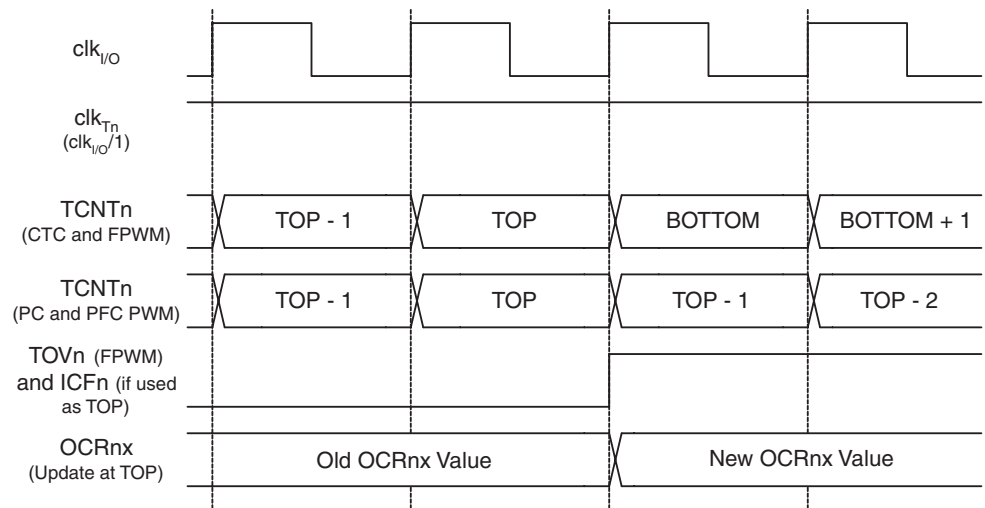 clkI/O
clkTn
(clkI/O/1)
TCNTn
(CTC and FPWM)
TOP - 1 TOP BOTTOM BOTTOM + 1
TCNTn
(PC and PFC PWM)
TOP - 1 TOP TOP - 1 TOP - 2
TOVn (FPWM)
and ICFn (if used
as TOP)
OCRnx
(Update at TOP)
Old OCRnx Value New OCRnx Value